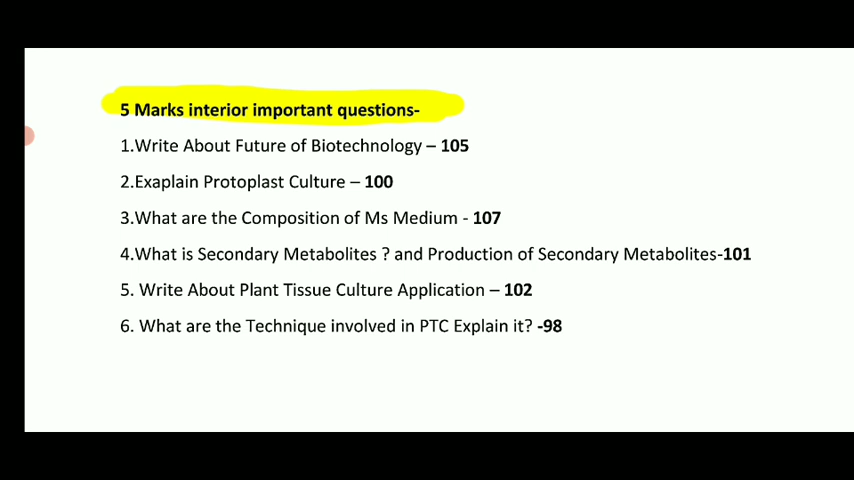 5 Marks interior important questions-
1.Write About Future of Biotechnology – 105
2.Exaplain Protoplast Culture – 100
3.What are the Composition of Ms Medium - 107
4.What is Secondary Metabolites ? and Production of Secondary Metabolites-101
5. Write About Plant Tissue Culture Application – 102
6. What are the Technique involved in PTC Explain it? -98